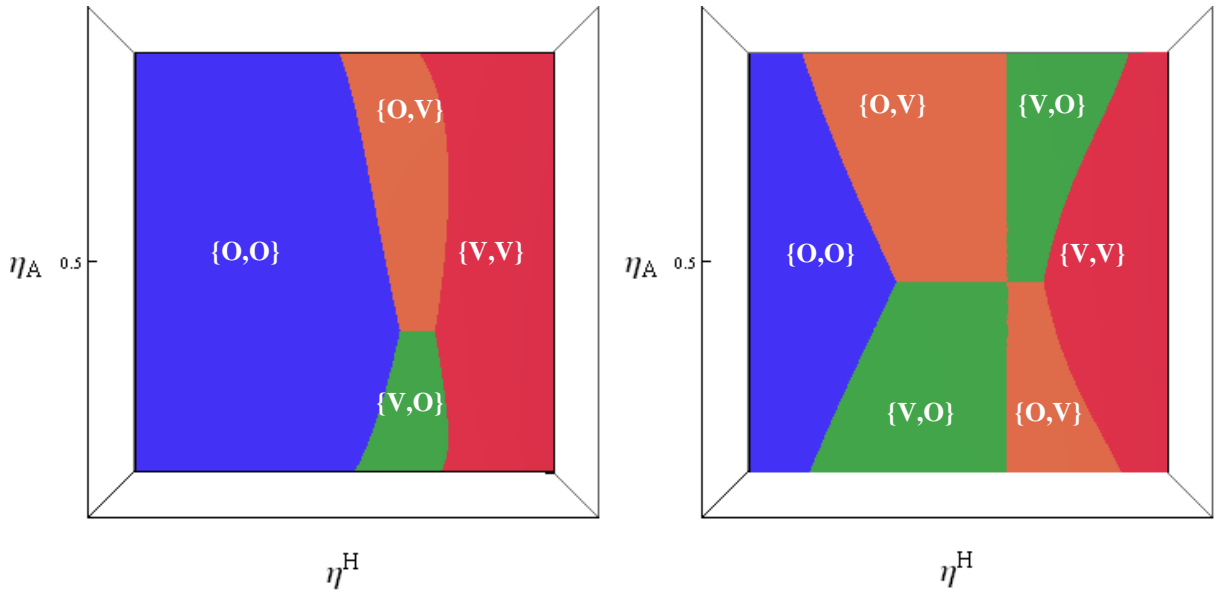 {O,V}
{O,O}
{V,V}
{V,O}
η_A
0.5
η^H
{O,V}
{V,O}
{O,O}
{V,V}
{V,O}
{O,V}
η_A
0.5
η^H